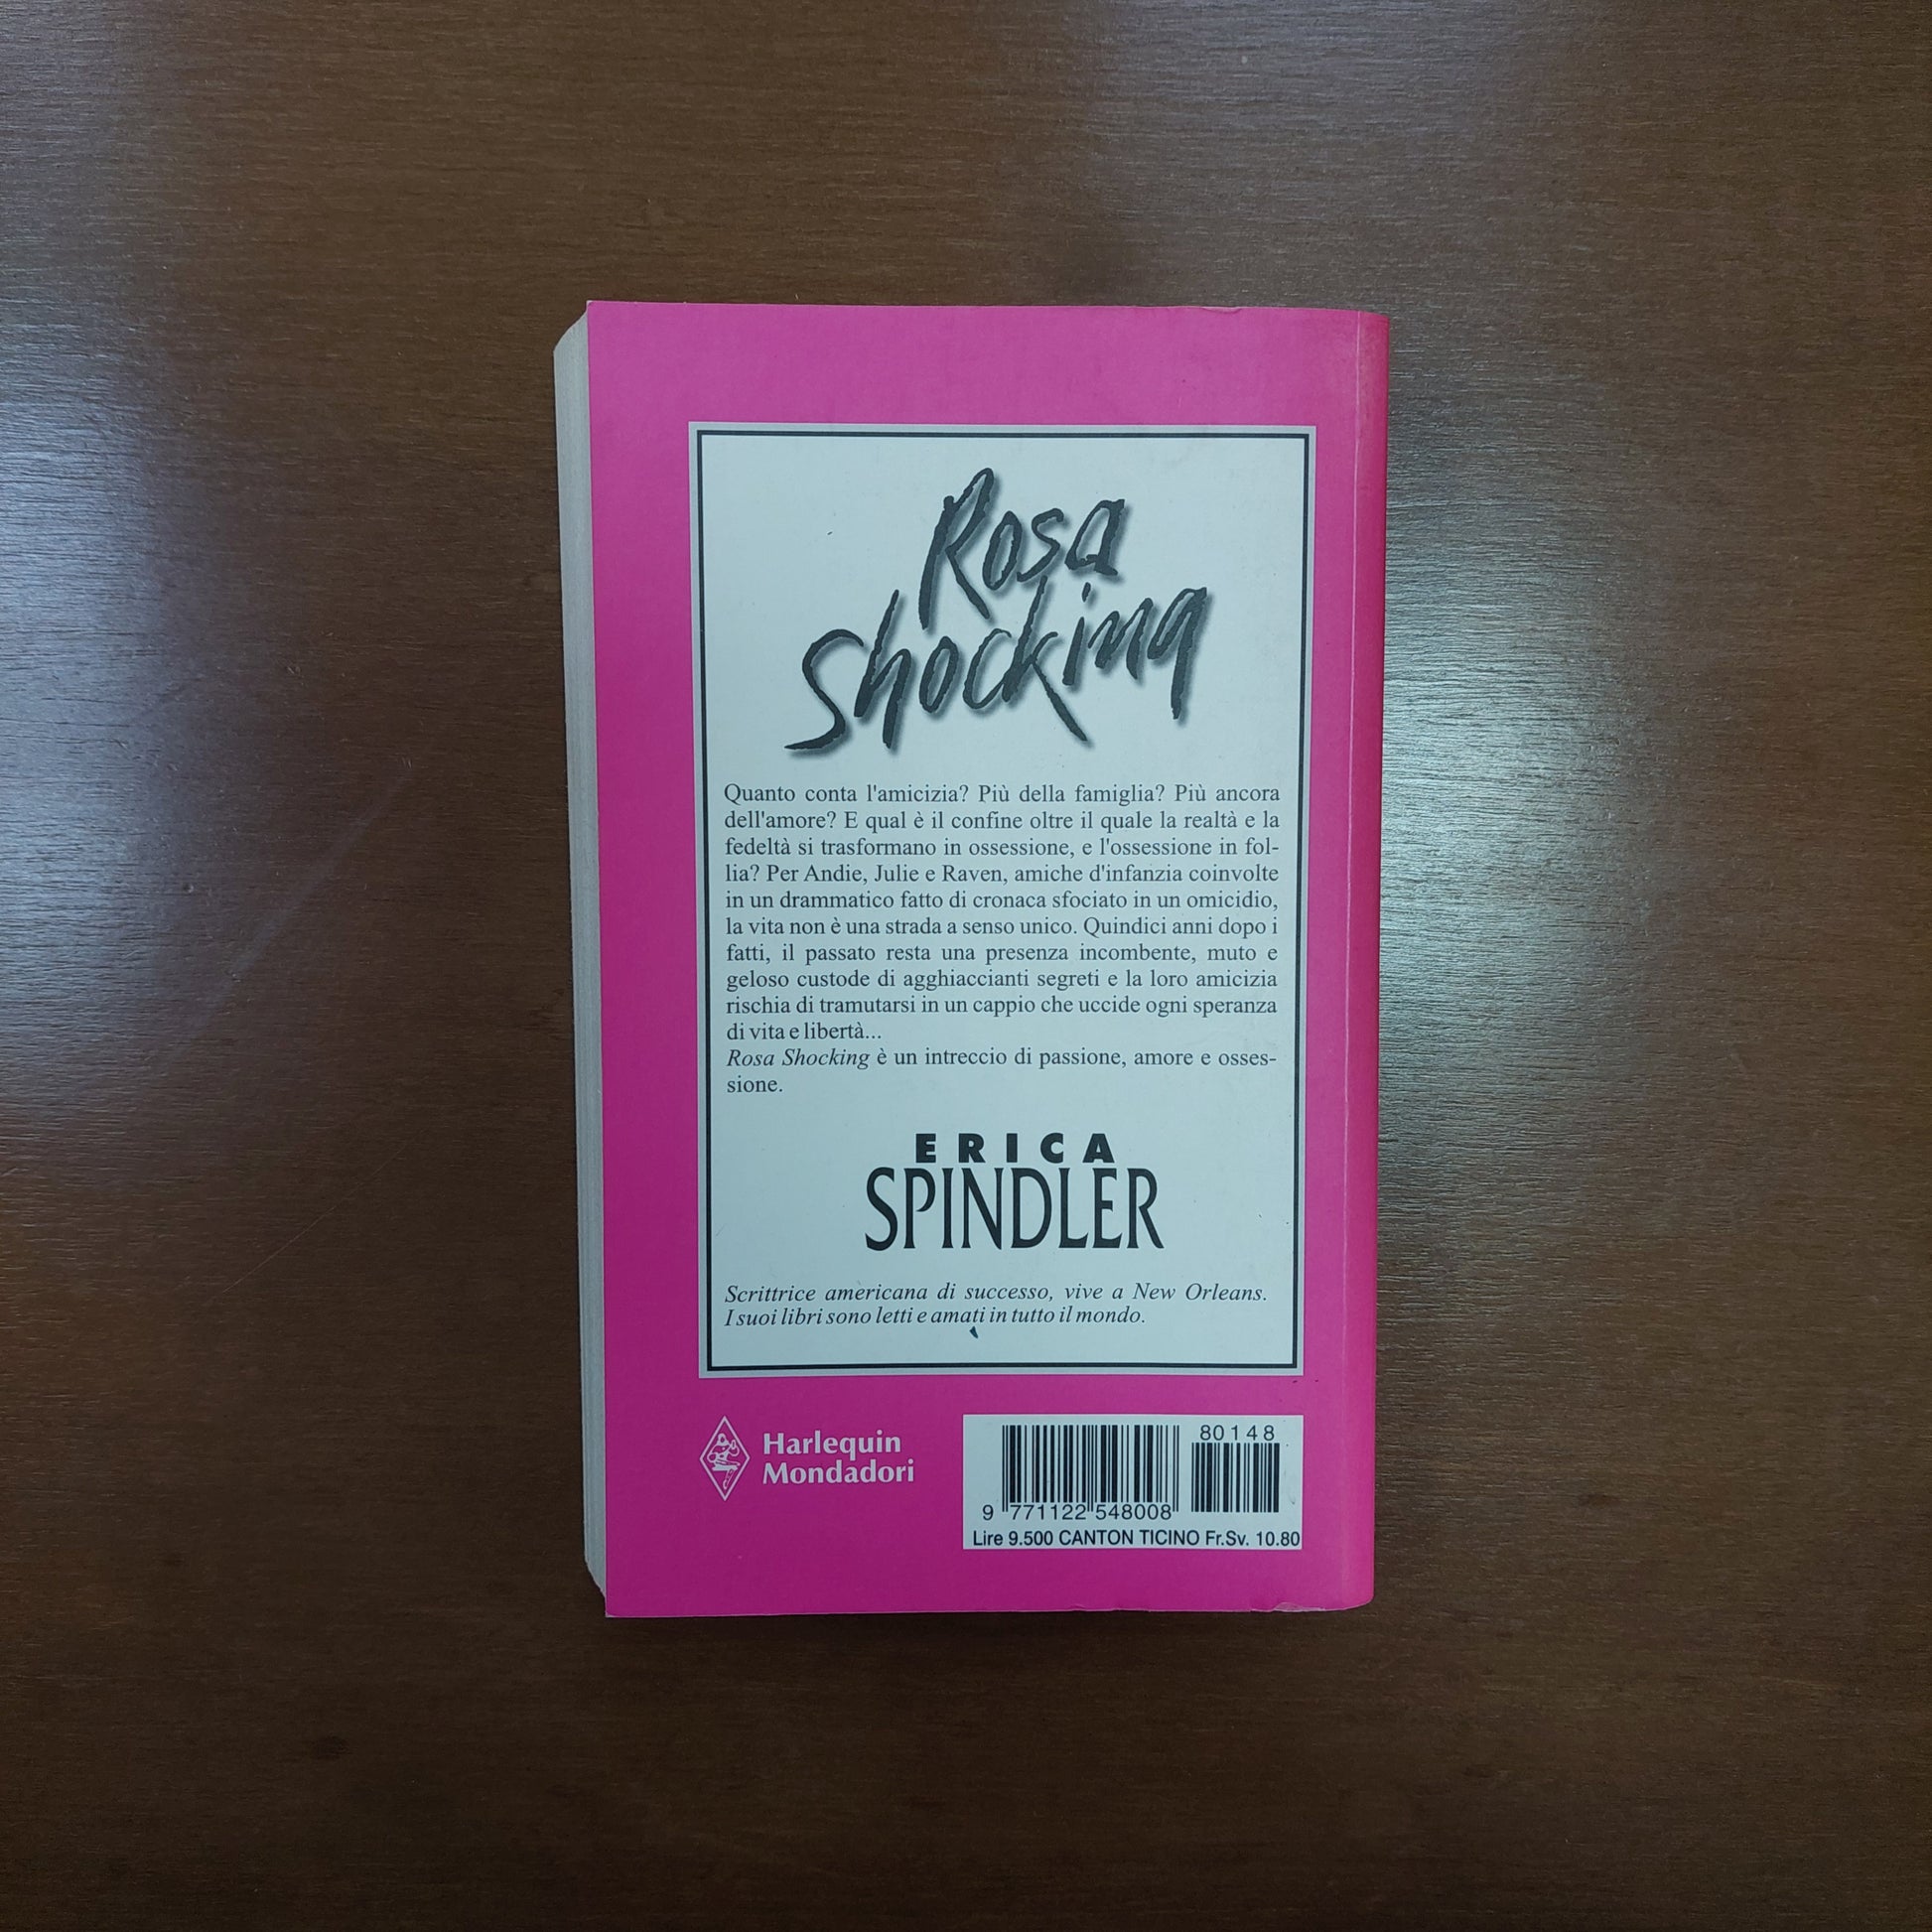 Rosa
Shocking
Quanto conta l'amicizia? Più della famiglia? Più ancora
dell'amore? E qual è il confine oltre il quale la realtà e la
fedeltà si trasformano in ossessione, e l'ossessione in fol-
lia? Per Andie, Julie e Raven, amiche d'infanzia coinvolte
in un drammatico fatto di cronaca sfociato in un omicidio,
la vita non è una strada a senso unico. Quindici anni dopo i
fatti, il passato resta una presenza incombente, muto e
geloso custode di agghiaccianti segreti e la loro amicizia
rischia di tramutarsi in un cappio che uccide ogni speranza
di vita e libertà...
Rosa Shocking è un intreccio di passione, amore e osses-
sione.
ERICA
SPINDLER
Scrittrice americana di successo, vive a New Orleans.
I suoi libri sono letti e amati in tutto il mondo.
Harlequin
Mondadori
80148
9 771122 548008
Lire 9.500 CANTON TICINO Fr.Sv. 10.80